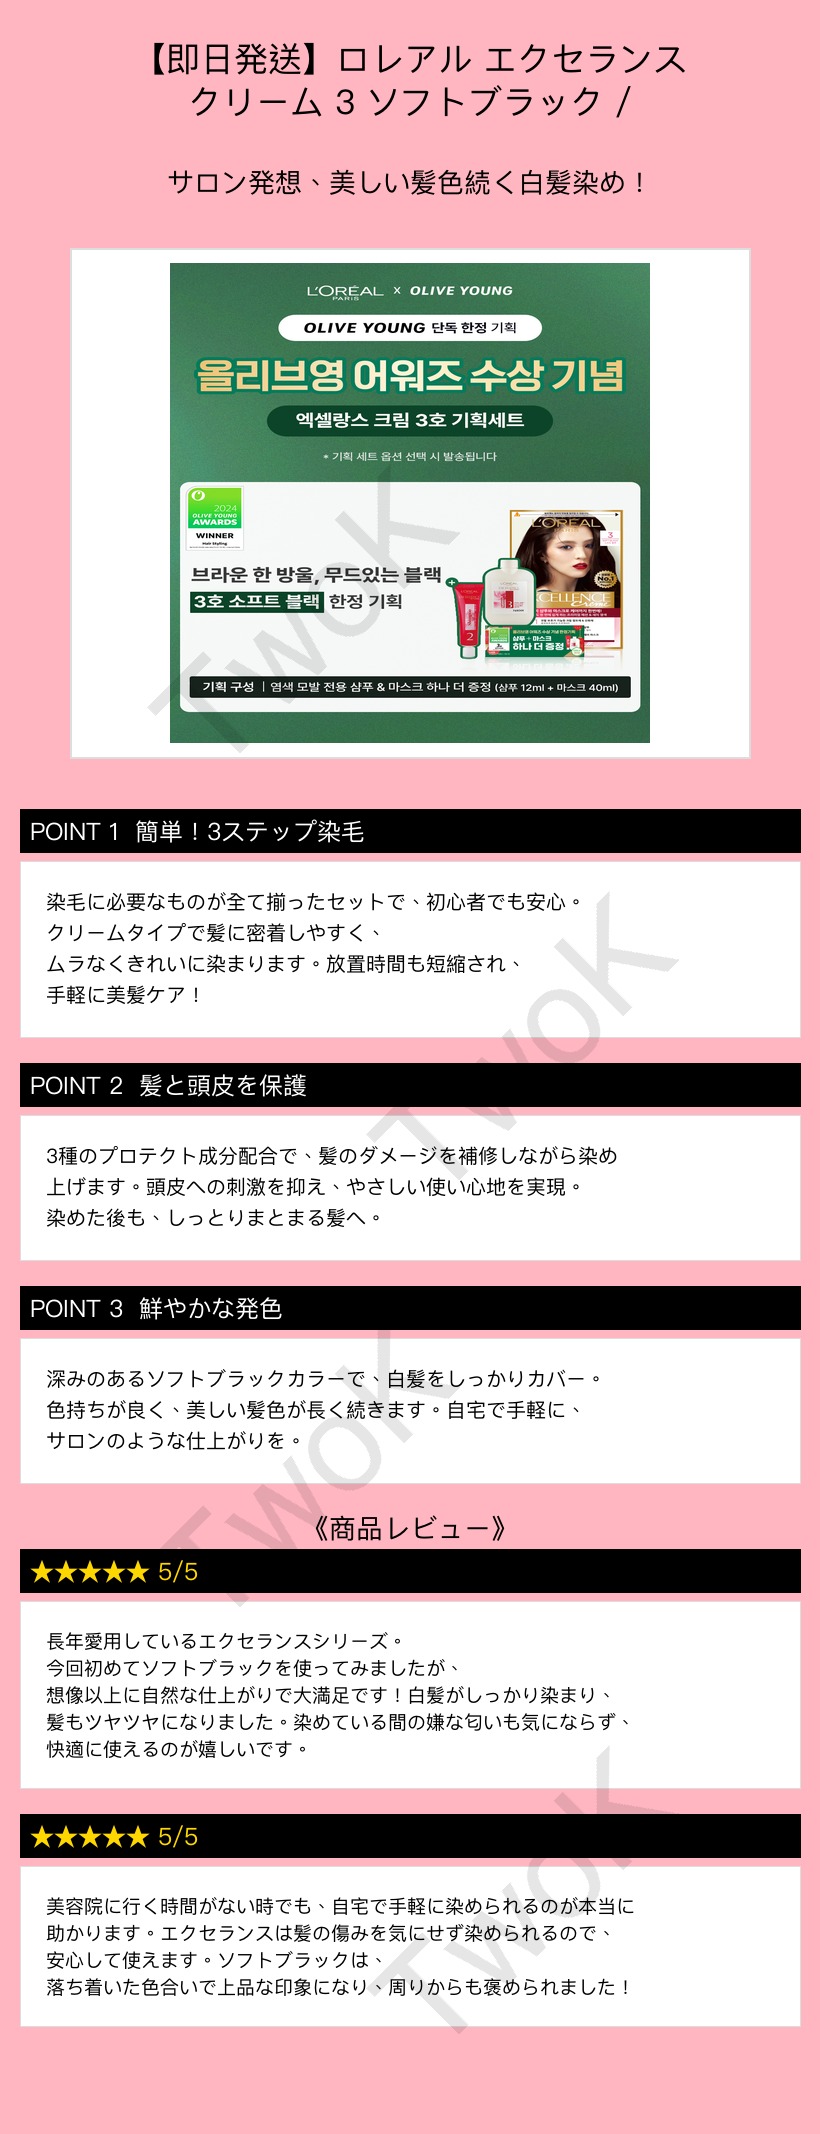 【即日発送】ロレアル エクセランス
クリーム 3 ソフトブラック /
サロン発想、美しい髪色続く白髪染め！
L'ORÉAL PARIS x OLIVE YOUNG
OLIVE YOUNG 단독 한정 기획
올리브영 어워즈 수상 기념
엑셀랑스 크림 3호 기획세트
* 기획 세트 옵션 선택 시 발송됩니다
2024
OLIVE YOUNG
AWARDS
WINNER
Hair Styling
브라운 한 방울, 무드있는 블랙
3호 소프트 블랙 한정 기획
L'ORÉAL
3
No.1
EXCELLENCE
Creme
2
3
올리브영 어워즈 수상 기념 한정기획
샴푸+마스크
하나 더 증정
기획 구성 | 염색 모발 전용 샴푸 & 마스크 하나 더 증정 (샴푸 12ml + 마스크 40ml)
TwoK
POINT 1 簡単！3ステップ染毛
染毛に必要なものが全て揃ったセットで、初心者でも安心。
クリームタイプで髪に密着しやすく、
ムラなくきれいに染まります。放置時間も短縮され、
手軽に美髪ケア！
TwoK
POINT 2 髪と頭皮を保護
3種のプロテクト成分配合で、髪のダメージを補修しながら染め
上げます。頭皮への刺激を抑え、やさしい使い心地を実現。
染めた後も、しっとりまとまる髪へ。
POINT 3 鮮やかな発色
深みのあるソフトブラックカラーで、白髪をしっかりカバー。
色持ちが良く、美しい髪色が長く続きます。自宅で手軽に、
サロンのような仕上がりを。
TwoK
《商品レビュー》
★★★★★ 5/5
長年愛用しているエクセランスシリーズ。
今回初めてソフトブラックを使ってみましたが、
想像以上に自然な仕上がりで大満足です！白髪がしっかり染まり、
髪もツヤツヤになりました。染めている間の嫌な匂いも気にならず、
快適に使えるのが嬉しいです。
★★★★★ 5/5
美容院に行く時間がない時でも、自宅で手軽に染められるのが本当に
助かります。エクセランスは髪の傷みを気にせず染められるので、
安心して使えます。ソフトブラックは、
落ち着いた色合いで上品な印象になり、周りからも褒められました！
TwoK